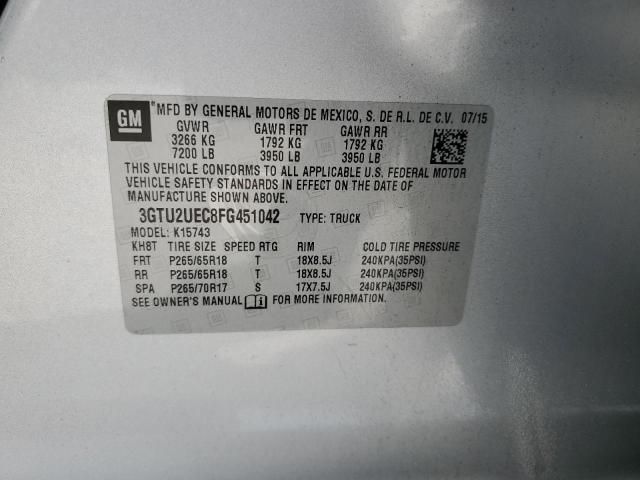 GM
*MFD BY GENERAL MOTORS DE MEXICO, S. DE R.L. DE C.V. 07/15
GVWR GAWR FRT GAWR RR
3266 KG 1792 KG 1792 KG
7200 LB 3950 LB 3950 LB
THIS VEHICLE CONFORMS TO ALL APPLICABLE U.S. FEDERAL MOTOR
VEHICLE SAFETY STANDARDS IN EFFECT ON THE DATE OF
MANUFACTURE SHOWN ABOVE.
3GTU2UEC8FG451042 TYPE: TRUCK
MODEL: K15743
KH8T TIRE SIZE SPEED RTG RIM COLD TIRE PRESSURE
FRT P265/65R18 T 18X8.5J 240KPA(35PSI)
RR P265/65R18 T 18X8.5J 240KPA(35PSI)
SPA P265/70R17 S 17X7.5J 240KPA(35PSI)
SEE OWNER'S MANUAL FOR MORE INFORMATION.